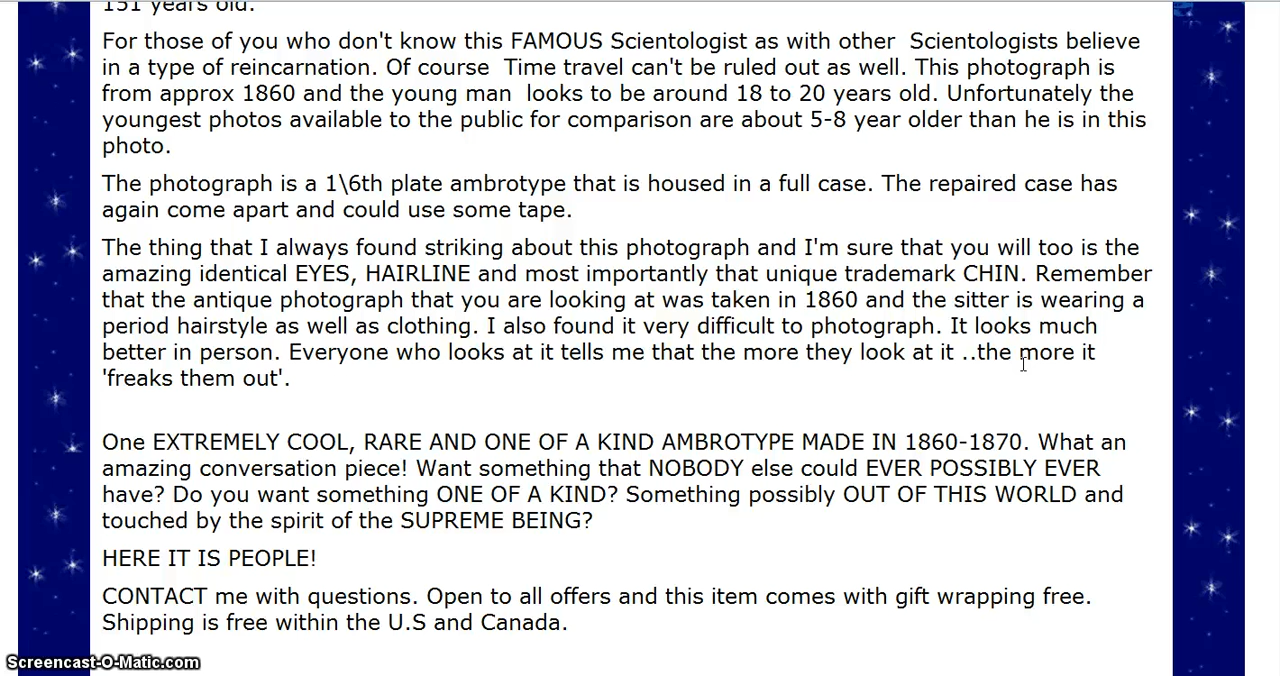 151 years old.
For those of you who don't know this FAMOUS Scientologist as with other  Scientologists believe
in a type of reincarnation. Of course  Time travel can't be ruled out as well. This photograph is
from approx 1860 and the young man  looks to be around 18 to 20 years old. Unfortunately the
youngest photos available to the public for comparison are about 5-8 year older than he is in this
photo.
The photograph is a 1\6th plate ambrotype that is housed in a full case. The repaired case has
again come apart and could use some tape.
The thing that I always found striking about this photograph and I'm sure that you will too is the
amazing identical EYES, HAIRLINE and most importantly that unique trademark CHIN. Remember
that the antique photograph that you are looking at was taken in 1860 and the sitter is wearing a
period hairstyle as well as clothing. I also found it very difficult to photograph. It looks much
better in person. Everyone who looks at it tells me that the more they look at it ..the more it
'freaks them out'.
One EXTREMELY COOL, RARE AND ONE OF A KIND AMBROTYPE MADE IN 1860-1870. What an
amazing conversation piece! Want something that NOBODY else could EVER POSSIBLY EVER
have? Do you want something ONE OF A KIND? Something possibly OUT OF THIS WORLD and
touched by the spirit of the SUPREME BEING?
HERE IT IS PEOPLE!
CONTACT me with questions. Open to all offers and this item comes with gift wrapping free.
Shipping is free within the U.S and Canada.
Screencast-O-Matic.com